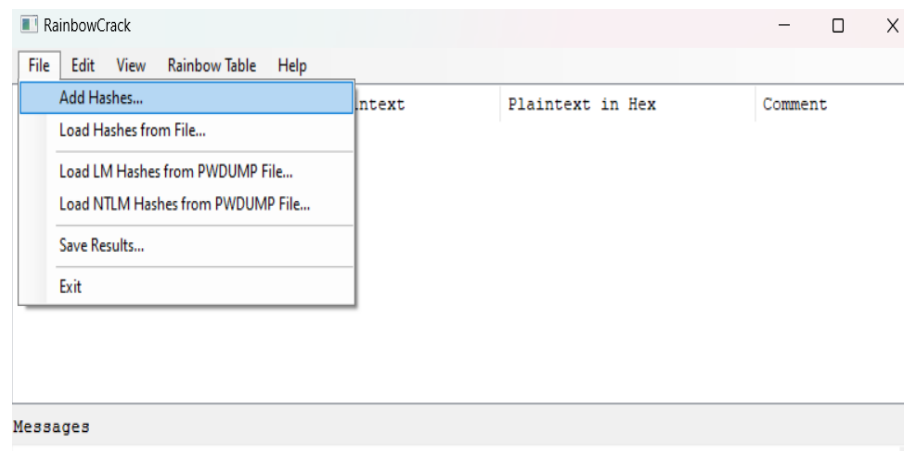 RainbowCrack
File Edit View Rainbow Table Help
Add Hashes...
ntext Plaintext in Hex Comment
Load Hashes from File...
Load LM Hashes from PWDUMP File...
Load NTLM Hashes from PWDUMP File...
Save Results...
Exit
Messages